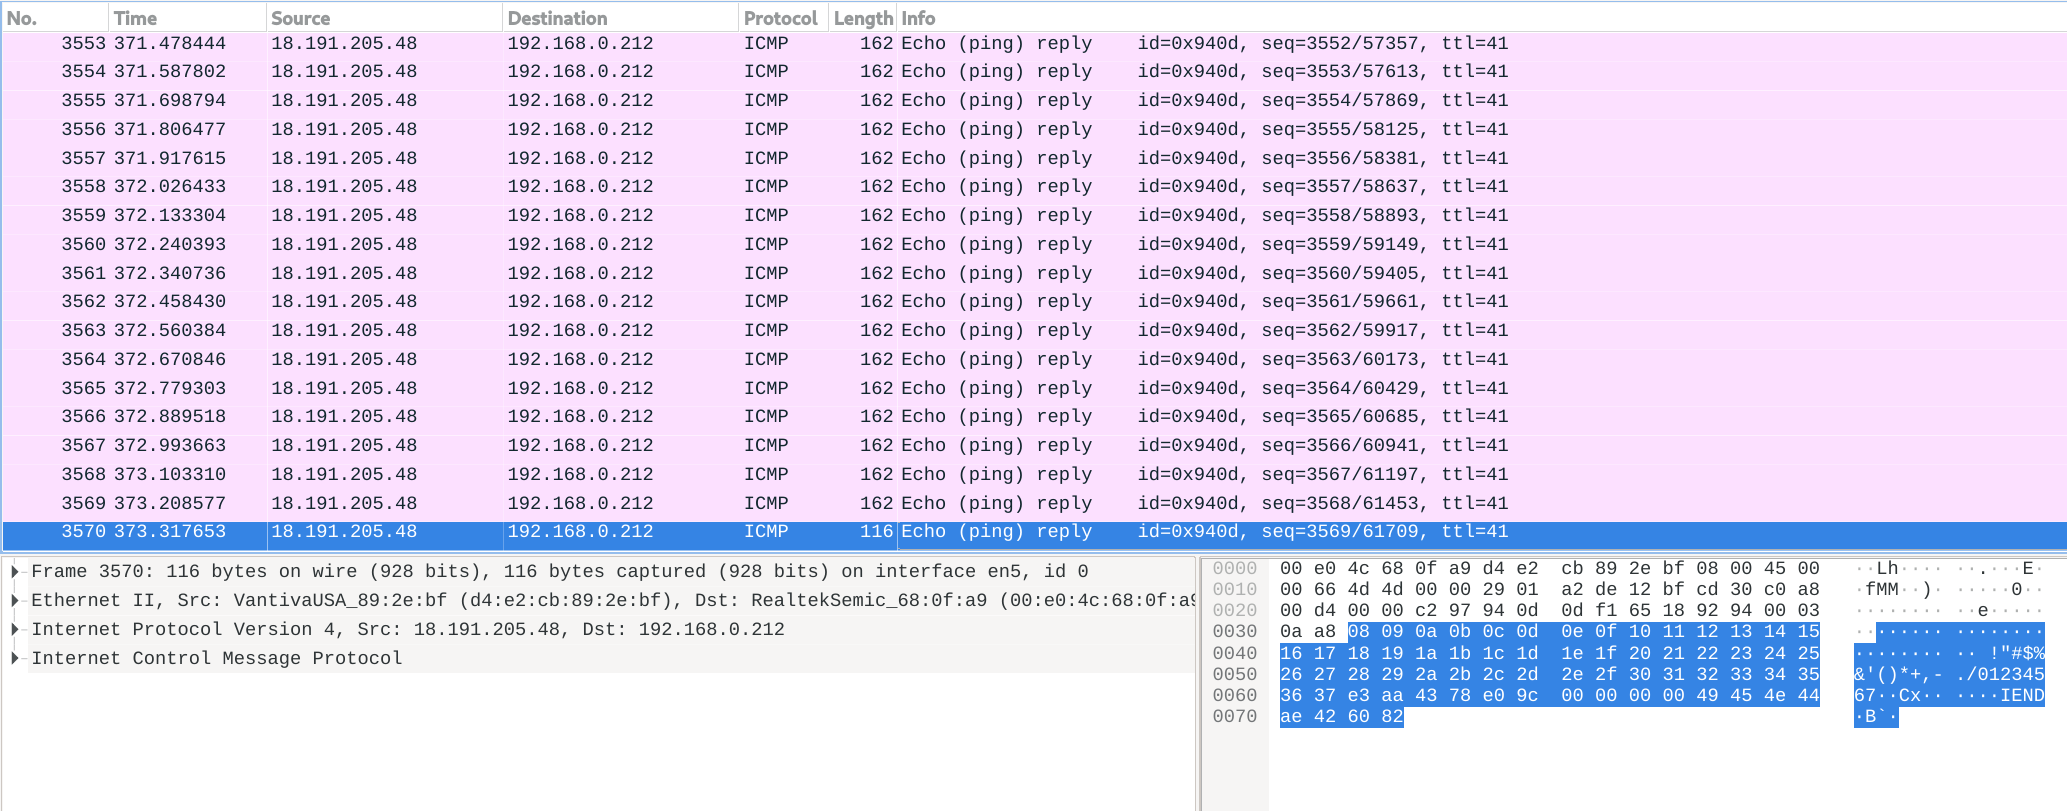 No. Time Source Destination Protocol Length Info
3553 371.478444 18.191.205.48 192.168.0.212 ICMP 162 Echo (ping) reply id=0x940d, seq=3552/57357, ttl=41
3554 371.587802 18.191.205.48 192.168.0.212 ICMP 162 Echo (ping) reply id=0x940d, seq=3553/57613, ttl=41
3555 371.698794 18.191.205.48 192.168.0.212 ICMP 162 Echo (ping) reply id=0x940d, seq=3554/57869, ttl=41
3556 371.806477 18.191.205.48 192.168.0.212 ICMP 162 Echo (ping) reply id=0x940d, seq=3555/58125, ttl=41
3557 371.917615 18.191.205.48 192.168.0.212 ICMP 162 Echo (ping) reply id=0x940d, seq=3556/58381, ttl=41
3558 372.026433 18.191.205.48 192.168.0.212 ICMP 162 Echo (ping) reply id=0x940d, seq=3557/58637, ttl=41
3559 372.133304 18.191.205.48 192.168.0.212 ICMP 162 Echo (ping) reply id=0x940d, seq=3558/58893, ttl=41
3560 372.240393 18.191.205.48 192.168.0.212 ICMP 162 Echo (ping) reply id=0x940d, seq=3559/59149, ttl=41
3561 372.340736 18.191.205.48 192.168.0.212 ICMP 162 Echo (ping) reply id=0x940d, seq=3560/59405, ttl=41
3562 372.458430 18.191.205.48 192.168.0.212 ICMP 162 Echo (ping) reply id=0x940d, seq=3561/59661, ttl=41
3563 372.560384 18.191.205.48 192.168.0.212 ICMP 162 Echo (ping) reply id=0x940d, seq=3562/59917, ttl=41
3564 372.670846 18.191.205.48 192.168.0.212 ICMP 162 Echo (ping) reply id=0x940d, seq=3563/60173, ttl=41
3565 372.779303 18.191.205.48 192.168.0.212 ICMP 162 Echo (ping) reply id=0x940d, seq=3564/60429, ttl=41
3566 372.889518 18.191.205.48 192.168.0.212 ICMP 162 Echo (ping) reply id=0x940d, seq=3565/60685, ttl=41
3567 372.993663 18.191.205.48 192.168.0.212 ICMP 162 Echo (ping) reply id=0x940d, seq=3566/60941, ttl=41
3568 373.103310 18.191.205.48 192.168.0.212 ICMP 162 Echo (ping) reply id=0x940d, seq=3567/61197, ttl=41
3569 373.208577 18.191.205.48 192.168.0.212 ICMP 162 Echo (ping) reply id=0x940d, seq=3568/61453, ttl=41
3570 373.317653 18.191.205.48 192.168.0.212 ICMP 116 Echo (ping) reply id=0x940d, seq=3569/61709, ttl=41
Frame 3570: 116 bytes on wire (928 bits), 116 bytes captured (928 bits) on interface en5, id 0
Ethernet II, Src: VantivaUSA_89:2e:bf (d4:e2:cb:89:2e:bf), Dst: RealtekSemic_68:0f:a9 (00:e0:4c:68:0f:a9
Internet Protocol Version 4, Src: 18.191.205.48, Dst: 192.168.0.212
Internet Control Message Protocol
0000 00 e0 4c 68 0f a9 d4 e2 cb 89 2e bf 08 00 45 00 ··Lh···· ··.···E·
0010 00 66 4d 4d 00 00 29 01 a2 de 12 bf cd 30 c0 a8 ·fMM··)· ·····0··
0020 00 d4 00 00 c2 97 94 0d 0d f1 65 18 92 94 00 03 ········ ··e·····
0030 0a a8 08 09 0a 0b 0c 0d 0e 0f 10 11 12 13 14 15 ········ ········
0040 16 17 18 19 1a 1b 1c 1d 1e 1f 20 21 22 23 24 25 ········ ·· !"#$%
0050 26 27 28 29 2a 2b 2c 2d 2e 2f 30 31 32 33 34 35 &'()*+,- ./012345
0060 36 37 e3 aa 43 78 e0 9c 00 00 00 00 49 45 4e 44 67··Cx·· ····IEND
0070 ae 42 60 82 ·B`·